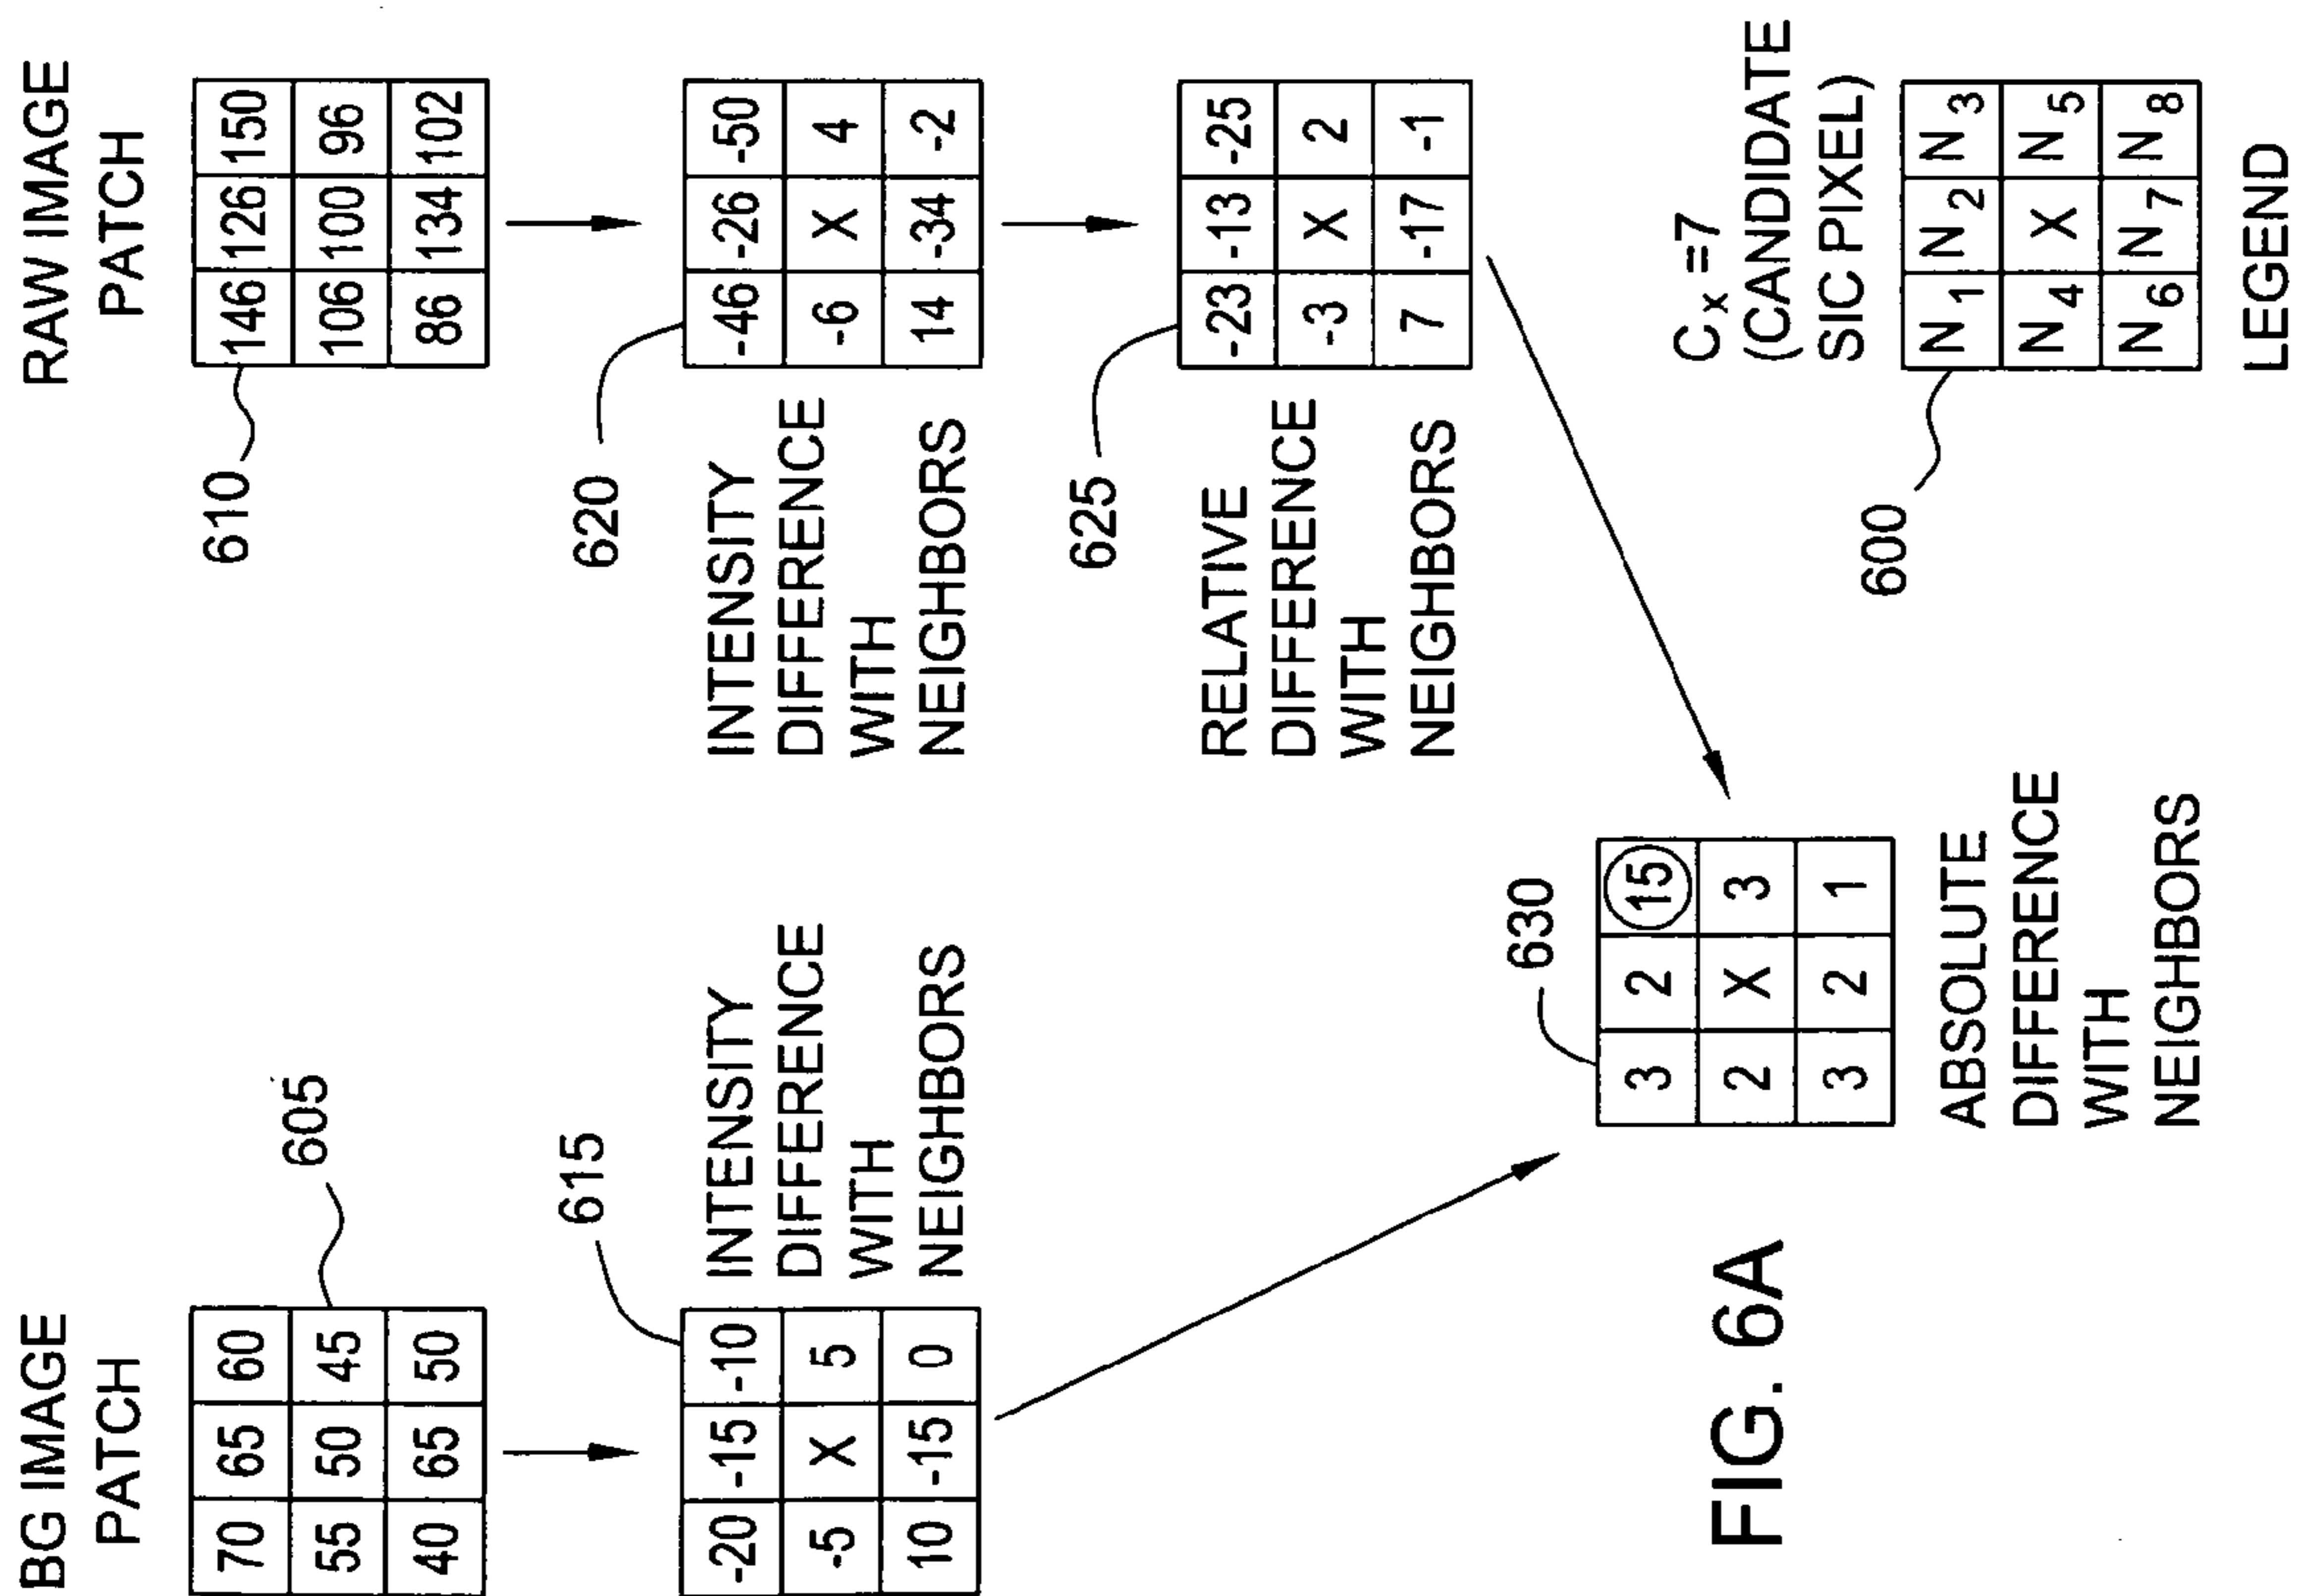 BG IMAGE
PATCH
605
70 65 60
55 50 45
40 65 50
615
-20 -15 -10
-5 X 5
10 -15 0
INTENSITY
DIFFERENCE
WITH
NEIGHBORS
RAW IMAGE
PATCH
610
146 126 150
106 100 96
86 134 102
620
INTENSITY
DIFFERENCE
WITH
NEIGHBORS
-46 -26 -50
-6 X 4
14 -34 -2
625
RELATIVE
DIFFERENCE
WITH
NEIGHBORS
-23 -13 -25
-3 X 2
7 -17 -1
630
3 2 15
2 X 3
3 2 1
ABSOLUTE
DIFFERENCE
WITH
NEIGHBORS
Cx =7
(CANDIDATE
SIC PIXEL)
600
N1 N2 N3
N4 X N5
N6 N7 N8
LEGEND
FIG. 6A